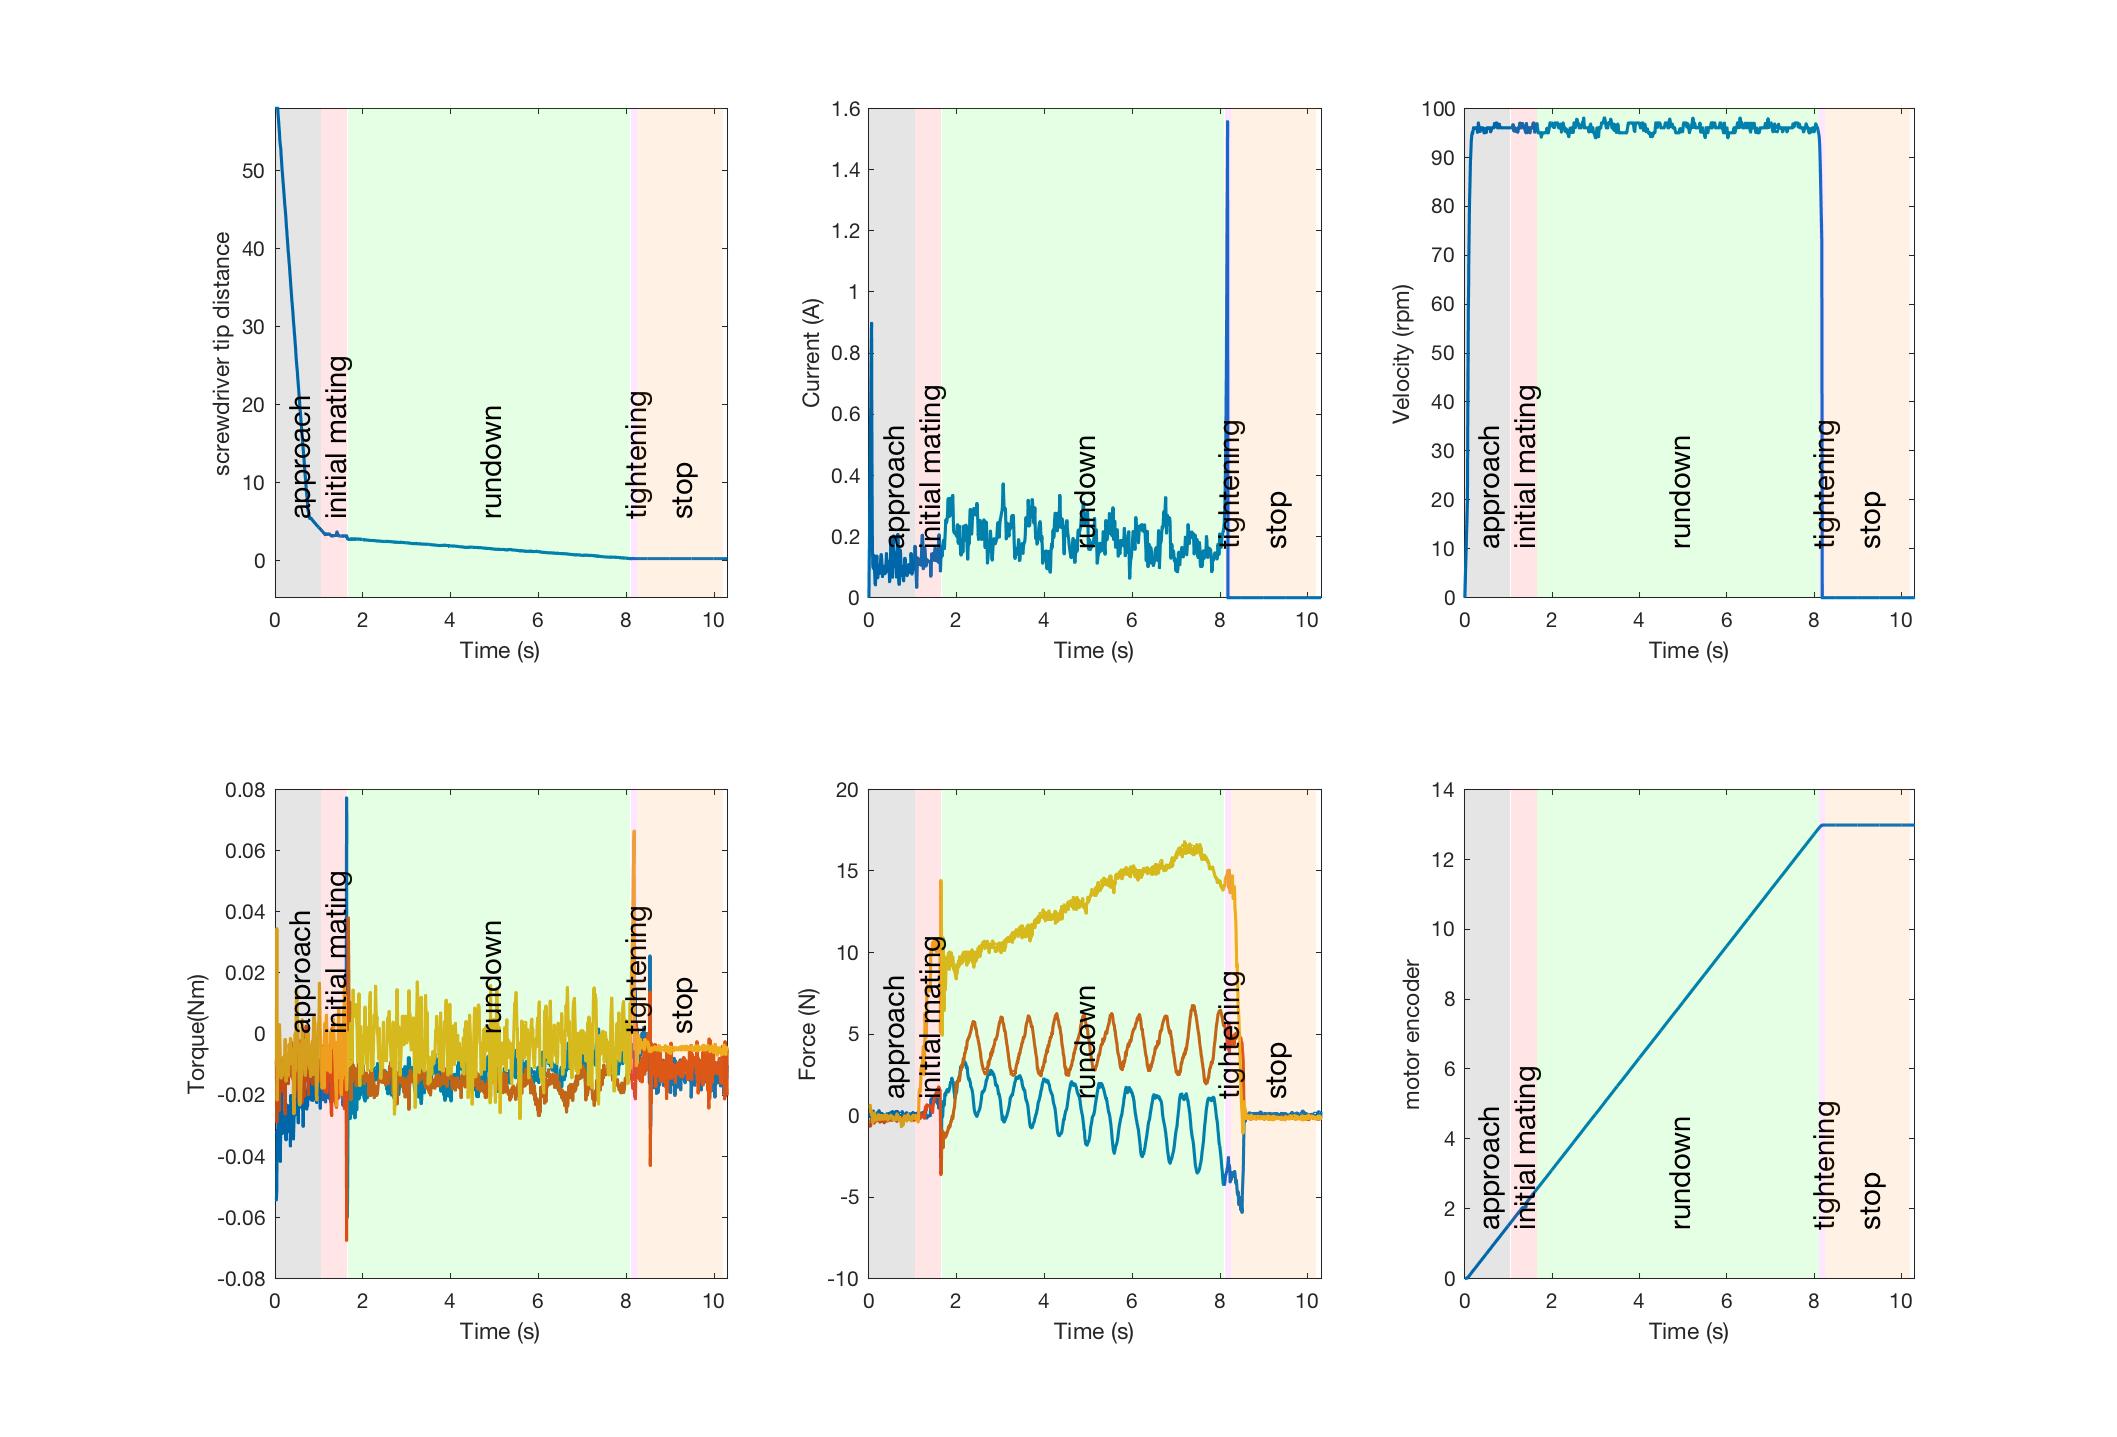 screwdriver tip distance
50
40
30
20
10
0
approach
initial mating
rundown
tightening
stop
0 2 4 6 8 10
Time (s)
Current (A)
1.6
1.4
1.2
1
0.8
0.6
0.4
0.2
0
approach
initial mating
rundown
tightening
stop
0 2 4 6 8 10
Time (s)
Velocity (rpm)
100
90
80
70
60
50
40
30
20
10
0
approach
initial mating
rundown
tightening
stop
0 2 4 6 8 10
Time (s)
Torque(Nm)
0.08
0.06
0.04
0.02
0
-0.02
-0.04
-0.06
-0.08
approach
initial mating
rundown
tightening
stop
0 2 4 6 8 10
Time (s)
Force (N)
20
15
10
5
0
-5
-10
approach
initial mating
rundown
tightening
stop
0 2 4 6 8 10
Time (s)
motor encoder
14
12
10
8
6
4
2
0
approach
initial mating
rundown
tightening
stop
0 2 4 6 8 10
Time (s)